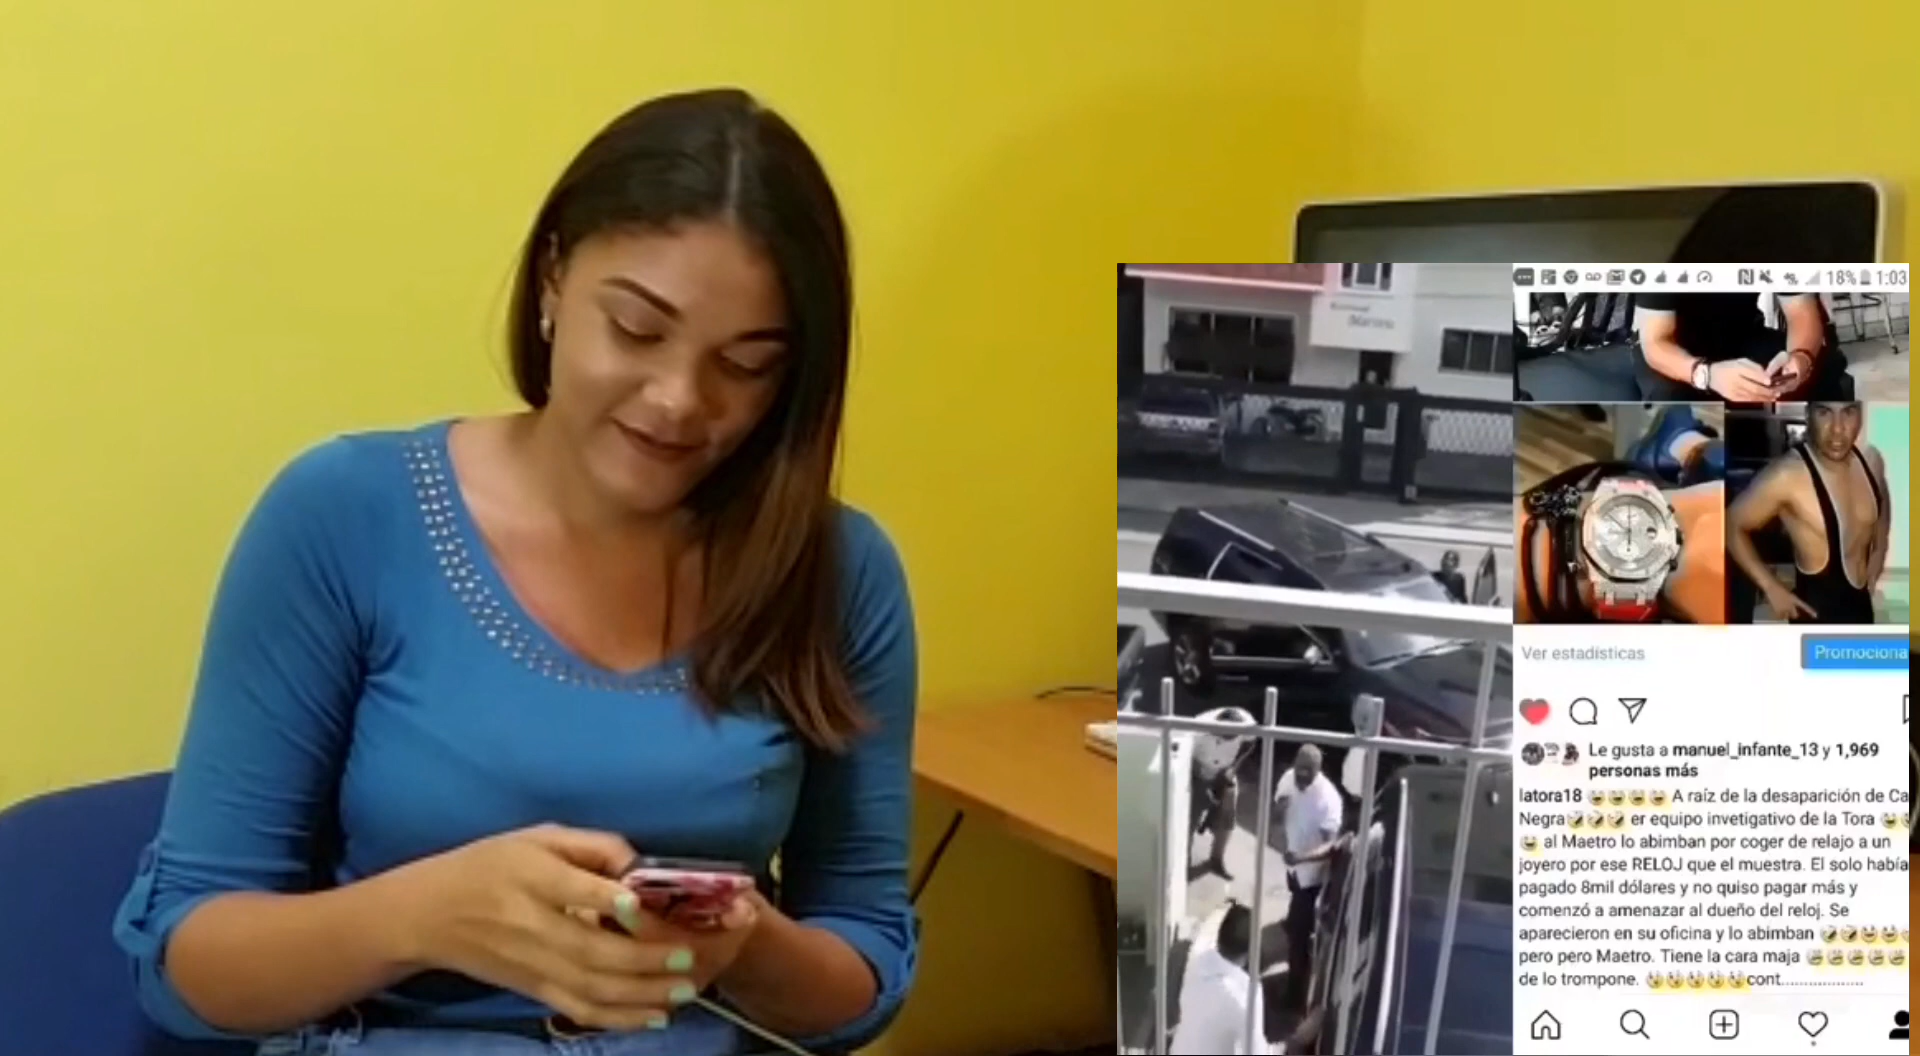 18% 1:03
Ver estadísticas
Promociona
Le gusta a manuel_infante_13 y 1,969
personas más
latora18 😂😂😂😂 A raíz de la desaparición de Ca
Negra🤣🤣🤣 er equipo invetigativo de la Tora 😂
😂 al Maetro lo abimban por coger de relajo a un
joyero por ese RELOJ que el muestra. El solo había
pagado 8mil dólares y no quiso pagar más y
comenzó a amenazar al dueño del reloj. Se
aparecieron en su oficina y lo abimban 🤣🤣😂😂
pero pero Maetro. Tiene la cara maja 😹😹😹😹😹
de lo trompone. 😹😹😹😹😹cont..................